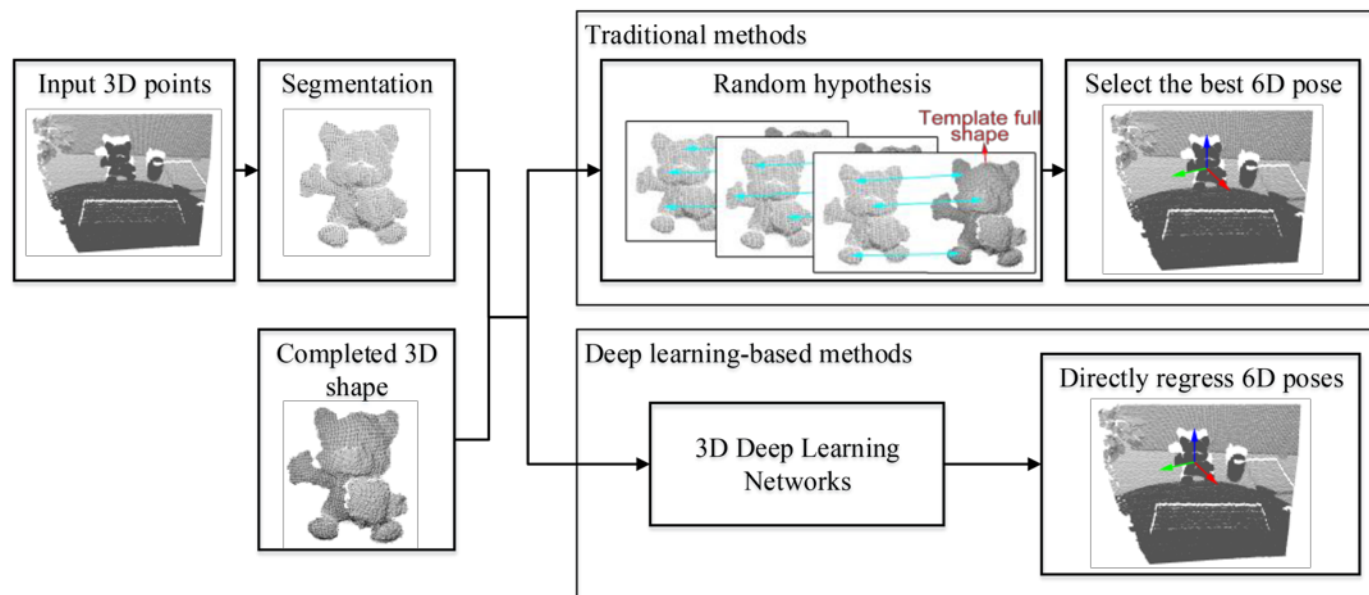 Traditional methods
Input 3D points
Segmentation
Random hypothesis
Template full
shape
Select the best 6D pose
Completed 3D
shape
Deep learning-based methods
3D Deep Learning
Networks
Directly regress 6D poses